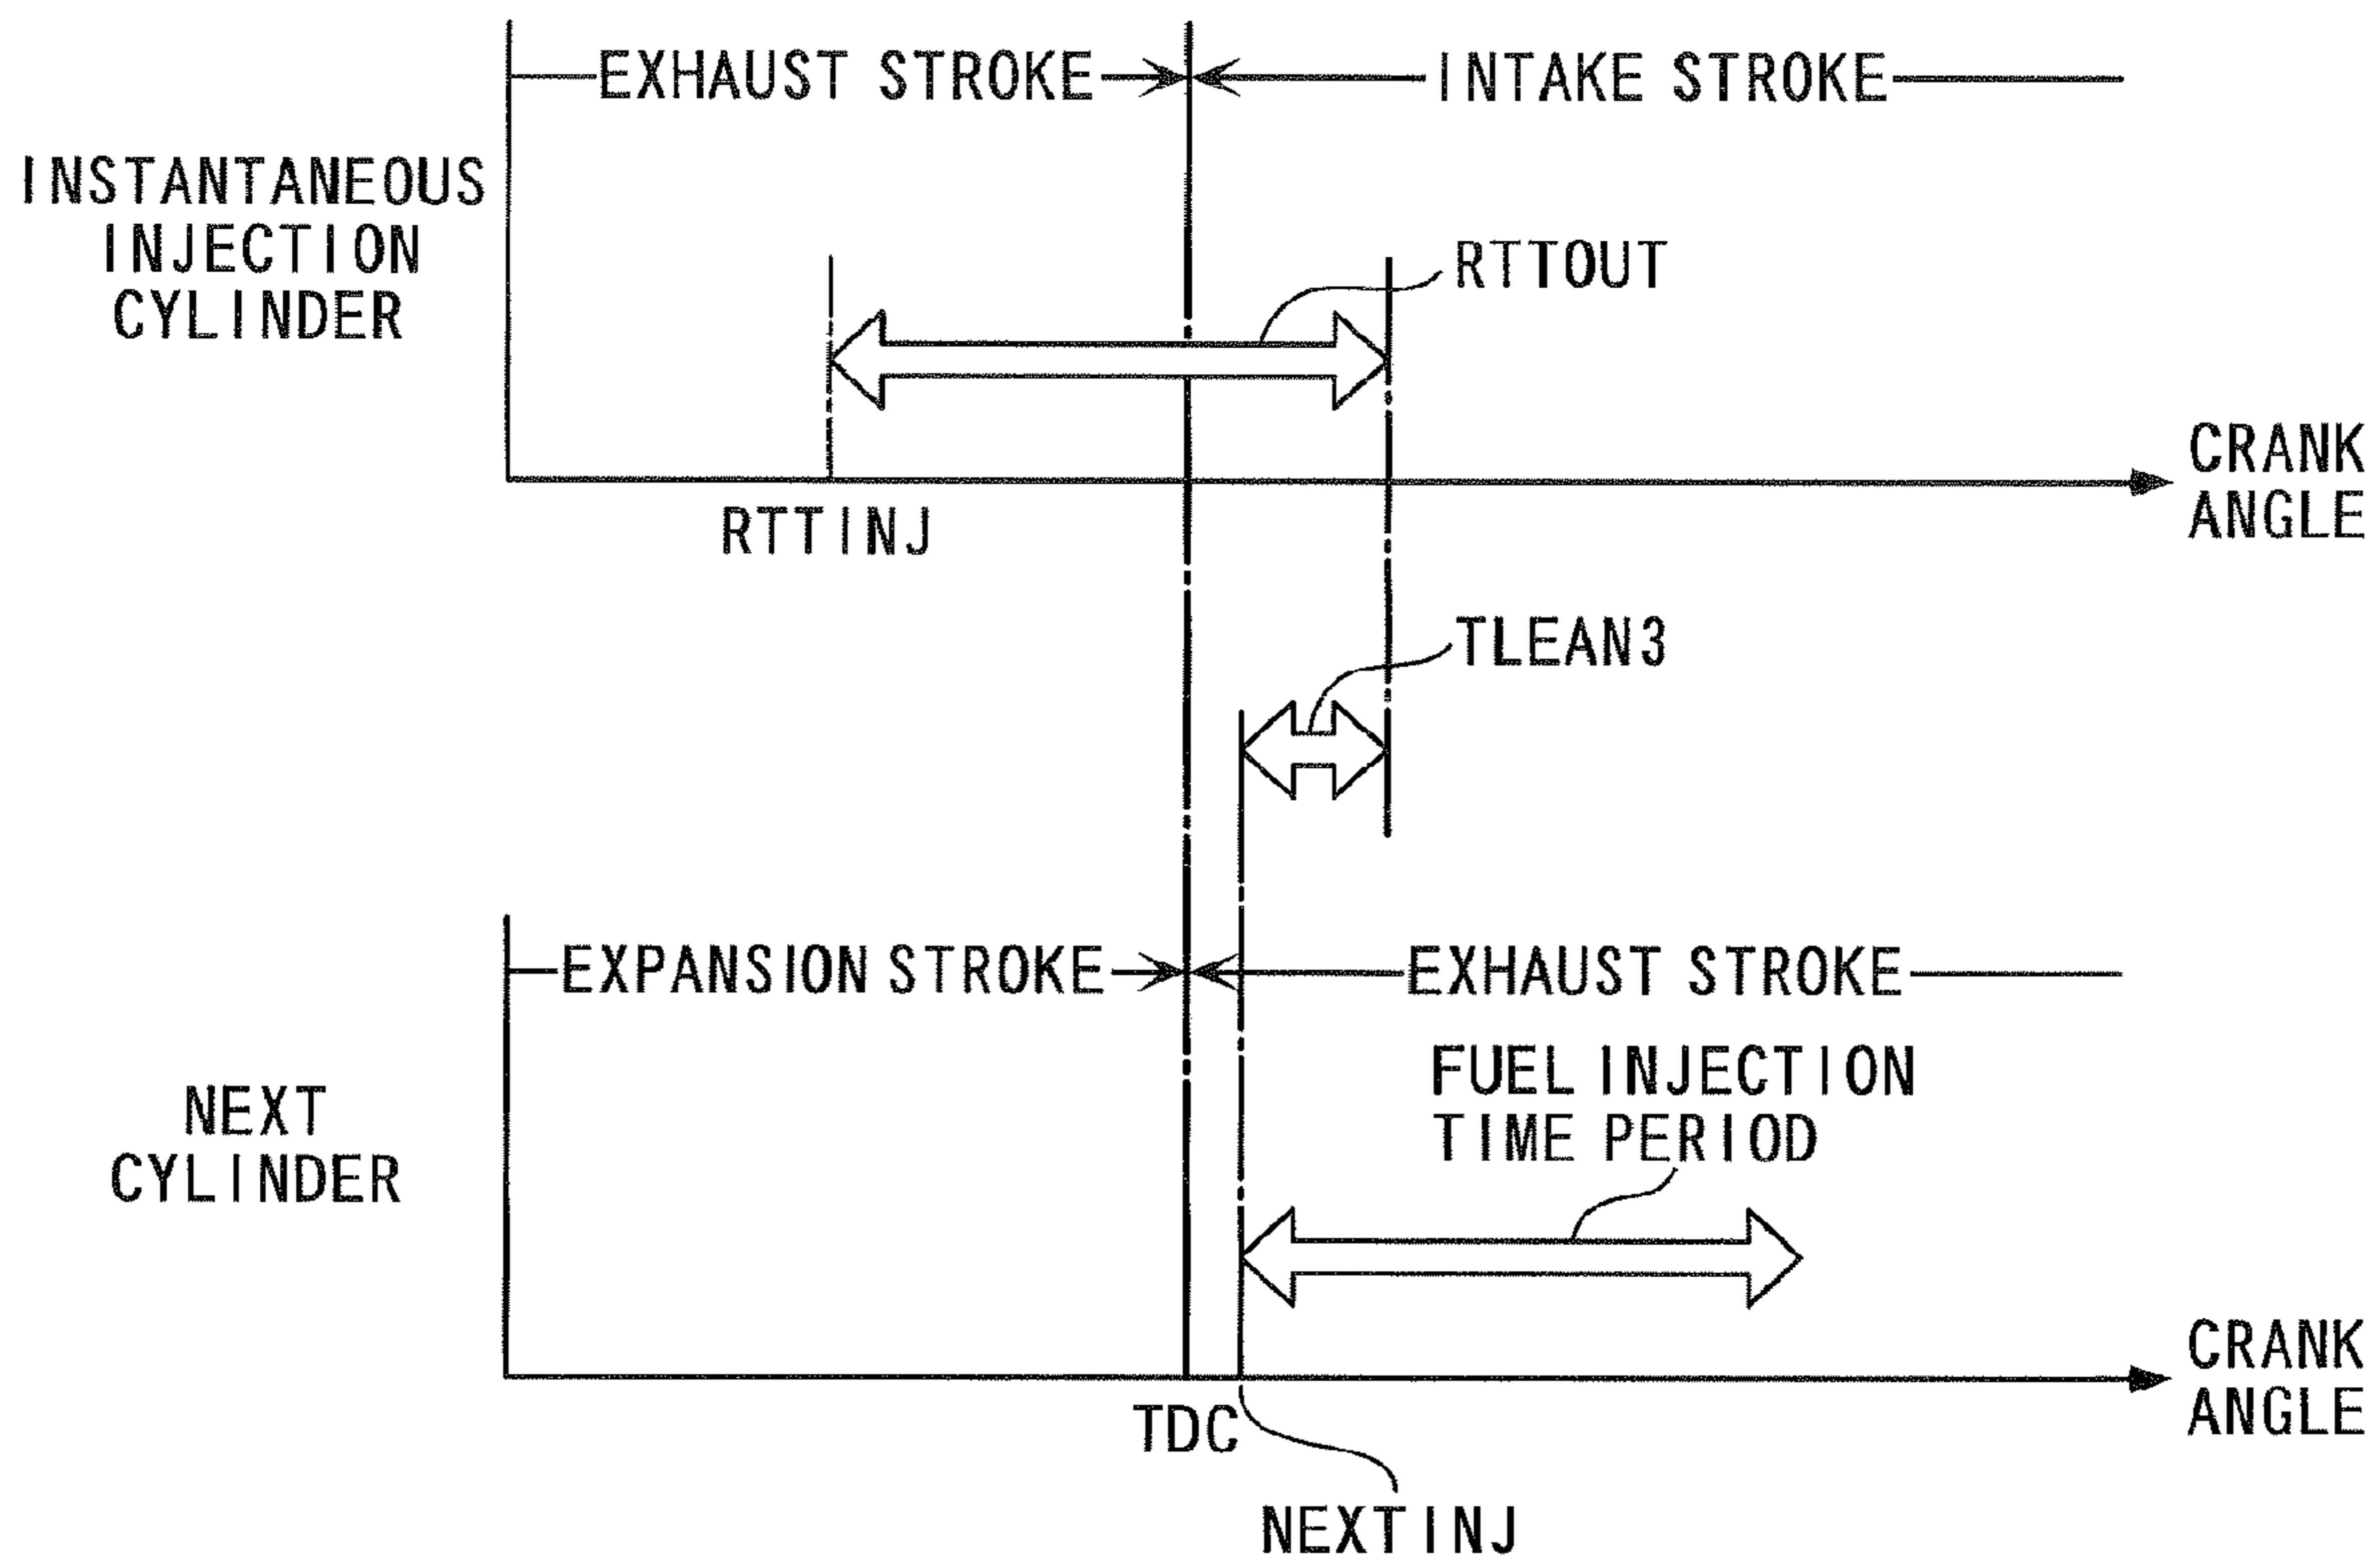 EXHAUST STROKE
INTAKE STROKE
INSTANTANEOUS
INJECTION
CYLINDER
RTTOUT
CRANK
ANGLE
RTTINJ
TLEAN3
EXPANSION STROKE
EXHAUST STROKE
FUEL INJECTION
TIME PERIOD
NEXT
CYLINDER
CRANK
ANGLE
TDC
NEXTINJ